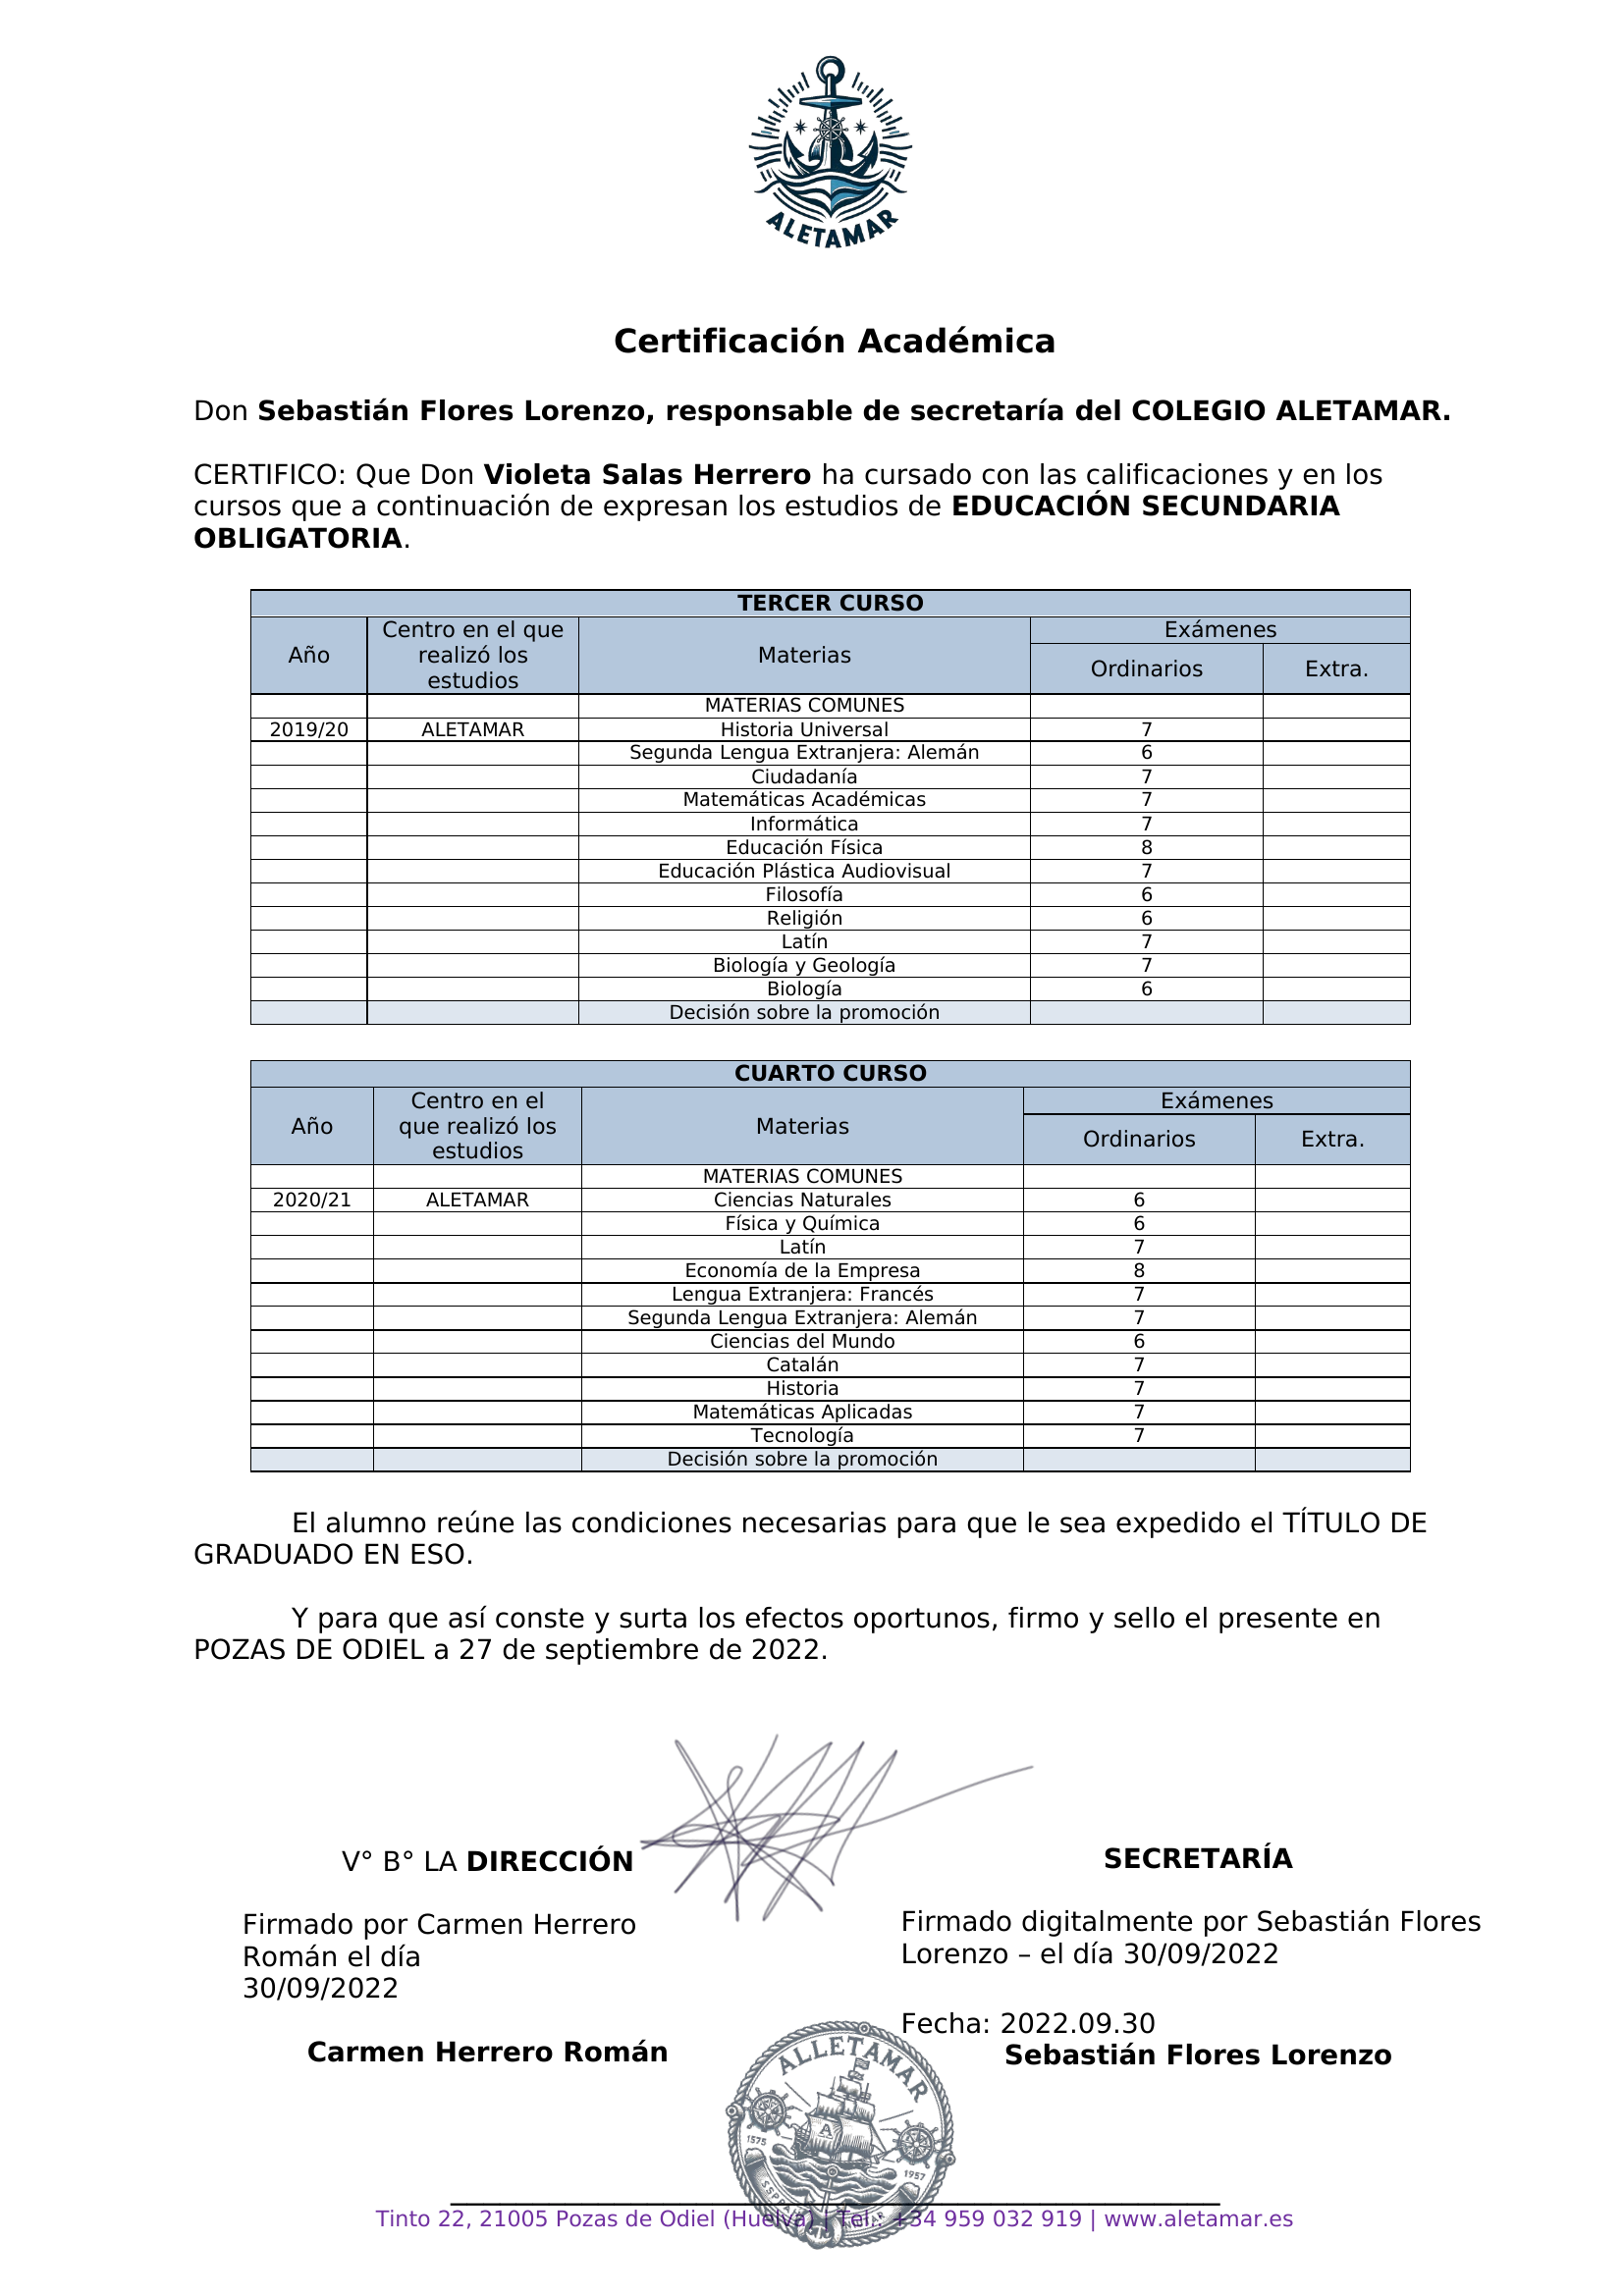 ALETAMAR
Certificación Académica
Don Sebastián Flores Lorenzo, responsable de secretaría del COLEGIO ALETAMAR.
CERTIFICO: Que Don Violeta Salas Herrero ha cursado con las calificaciones y en los
cursos que a continuación de expresan los estudios de EDUCACIÓN SECUNDARIA
OBLIGATORIA.
TERCER CURSO
Año Centro en el que realizó los estudios Materias Exámenes
Ordinarios Extra.
MATERIAS COMUNES
2019/20 ALETAMAR Historia Universal 7
Segunda Lengua Extranjera: Alemán 6
Ciudadanía 7
Matemáticas Académicas 7
Informática 7
Educación Física 8
Educación Plástica Audiovisual 7
Filosofía 6
Religión 6
Latín 7
Biología y Geología 7
Biología 6
Decisión sobre la promoción
CUARTO CURSO
Año Centro en el que realizó los estudios Materias Exámenes
Ordinarios Extra.
MATERIAS COMUNES
2020/21 ALETAMAR Ciencias Naturales 6
Física y Química 6
Latín 7
Economía de la Empresa 8
Lengua Extranjera: Francés 7
Segunda Lengua Extranjera: Alemán 7
Ciencias del Mundo 6
Catalán 7
Historia 7
Matemáticas Aplicadas 7
Tecnología 7
Decisión sobre la promoción
El alumno reúne las condiciones necesarias para que le sea expedido el TÍTULO DE
GRADUADO EN ESO.
Y para que así conste y surta los efectos oportunos, firmo y sello el presente en
POZAS DE ODIEL a 27 de septiembre de 2022.
V° B° LA DIRECCIÓN
Firmado por Carmen Herrero
Román el día
30/09/2022
Carmen Herrero Román
SECRETARÍA
Firmado digitalmente por Sebastián Flores
Lorenzo – el día 30/09/2022
Fecha: 2022.09.30
Sebastián Flores Lorenzo
ALLETAMAR
A
1575
1957
Tinto 22, 21005 Pozas de Odiel (Huelva) | Tel.: +34 959 032 919 | www.aletamar.es